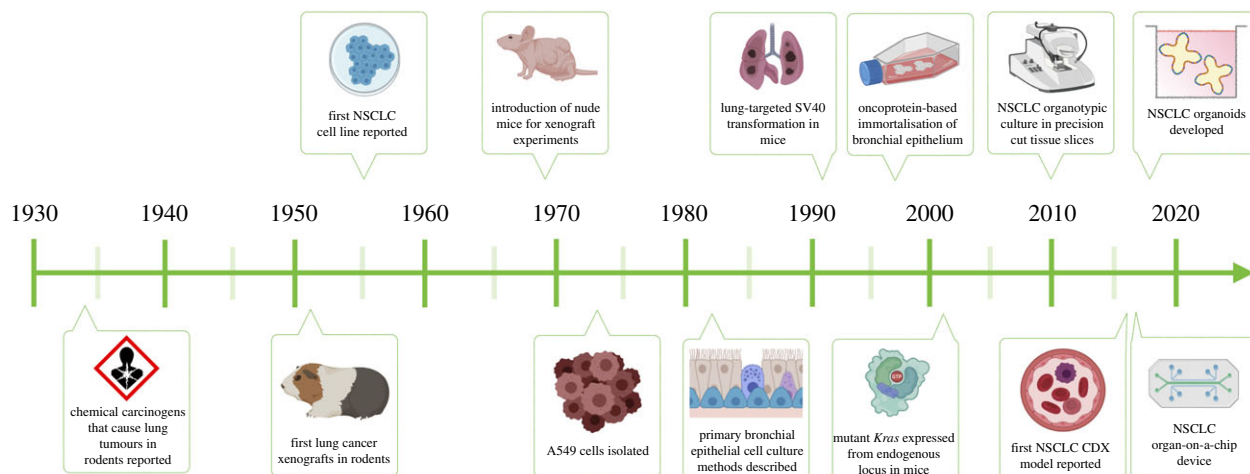 first NSCLC
cell line reported
introduction of nude
mice for xenograft
experiments
lung-targeted SV40
transformation in
mice
oncoprotein-based
immortalisation of
bronchial epithelium
NSCLC organotypic
culture in precision
cut tissue slices
NSCLC organoids
developed
1930
1940
1950
1960
1970
1980
1990
2000
2010
2020
chemical carcinogens
that cause lung
tumours in
rodents reported
first lung cancer
xenografts in rodents
A549 cells isolated
primary bronchial
epithelial cell culture
methods described
GTP
mutant Kras expressed
from endogenous
locus in mice
first NSCLC CDX
model reported
NSCLC
organ-on-a-chip
device